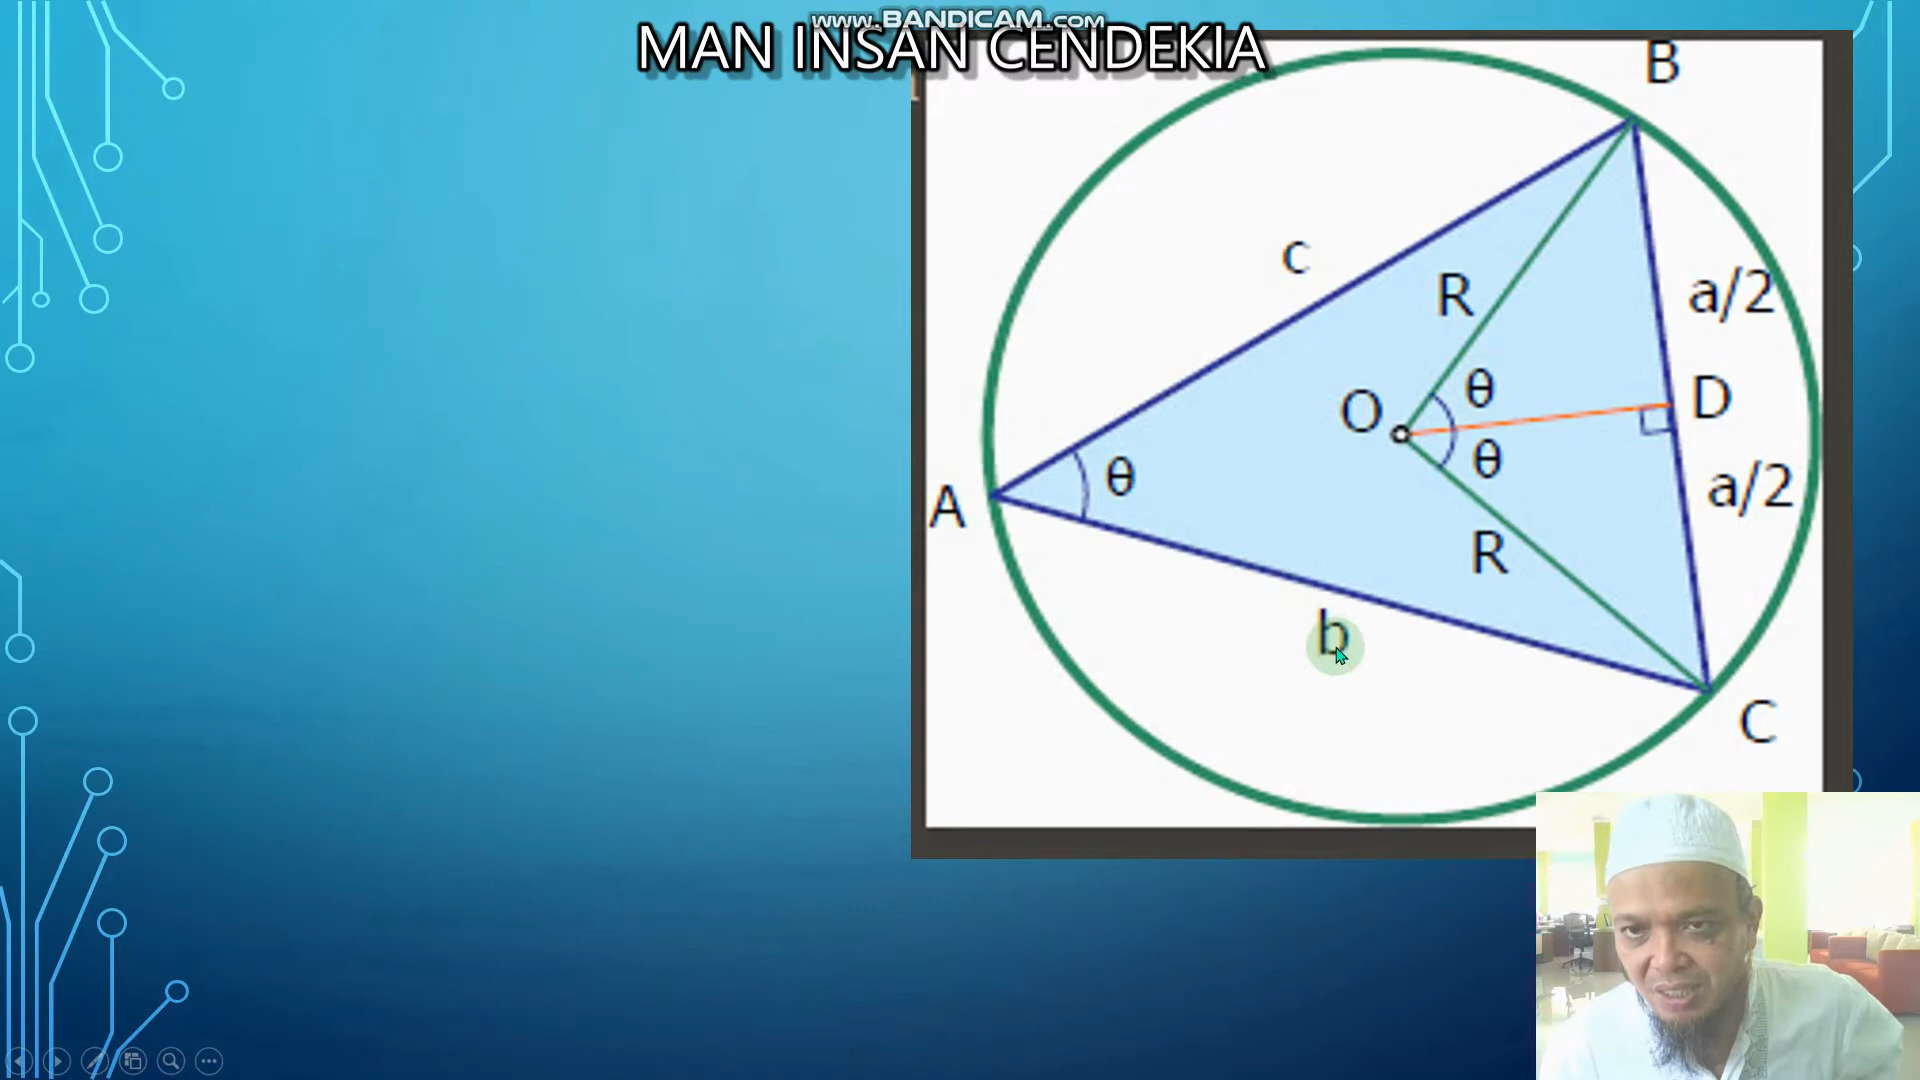 www.BANDICAM.com
MAN INSAN CENDEKIA
B
c
R
a/2
O
θ
D
θ
A
θ
a/2
R
b
C